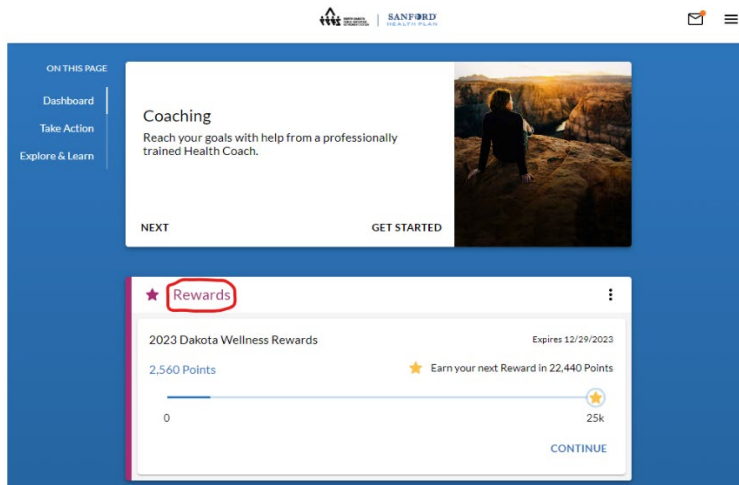 SANFORD
HEALTH PLAN
ON THIS PAGE
Dashboard
Take Action
Explore & Learn
Coaching
Reach your goals with help from a professionally
trained Health Coach.
NEXT
GET STARTED
Rewards
2023 Dakota Wellness Rewards
Expires 12/29/2023
2,560 Points
Earn your next Reward in 22,440 Points
0
25k
CONTINUE